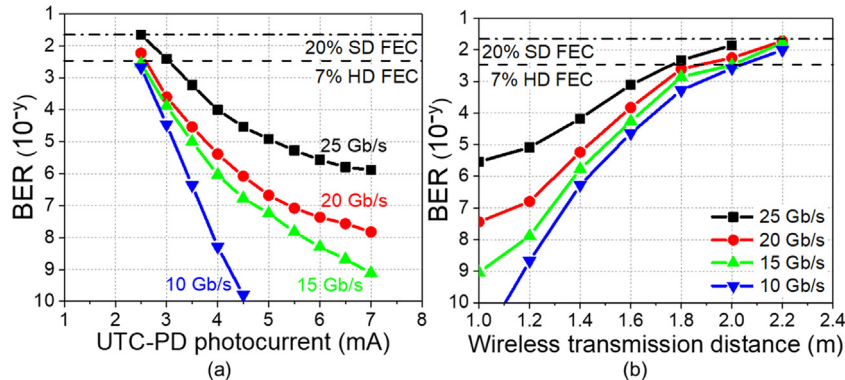 1
2
3
4
5
6
7
8
9
10
BER (10⁻ʸ)
20% SD FEC
7% HD FEC
25 Gb/s
20 Gb/s
10 Gb/s
15 Gb/s
1 2 3 4 5 6 7 8
UTC-PD photocurrent (mA)
(a)
1
2
3
4
5
6
7
8
9
10
BER (10⁻ʸ)
20% SD FEC
7% HD FEC
25 Gb/s
20 Gb/s
15 Gb/s
10 Gb/s
1.0 1.2 1.4 1.6 1.8 2.0 2.2 2.4
Wireless transmission distance (m)
(b)